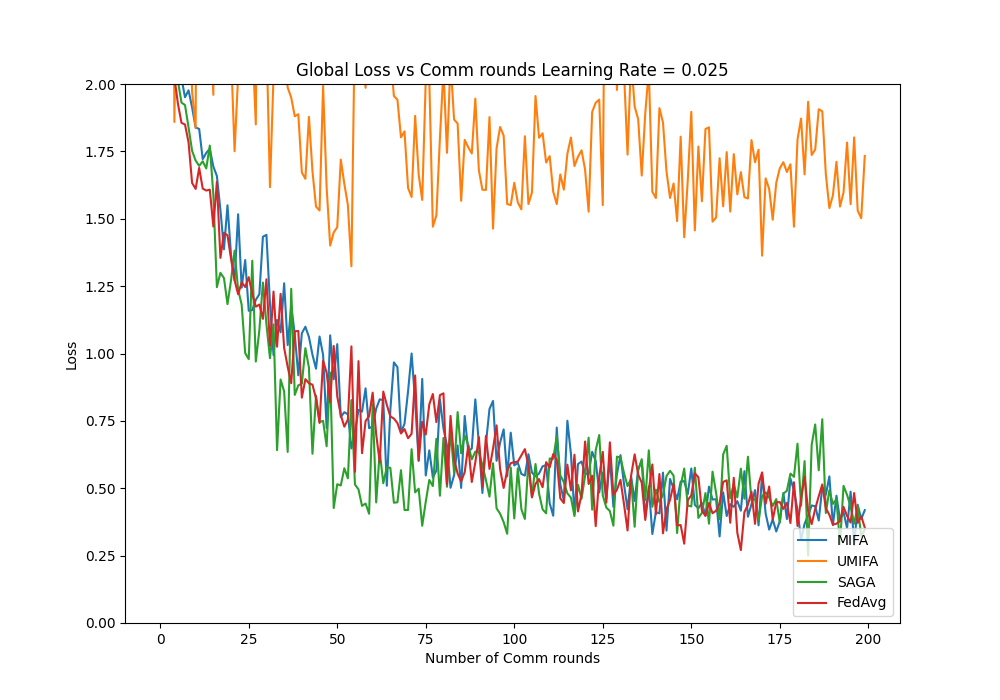 Global Loss vs Comm rounds Learning Rate = 0.025
2.00
1.75
1.50
1.25
1.00
0.75
0.50
0.25
0.00
Loss
0 25 50 75 100 125 150 175 200
Number of Comm rounds
MIFA
UMIFA
SAGA
FedAvg